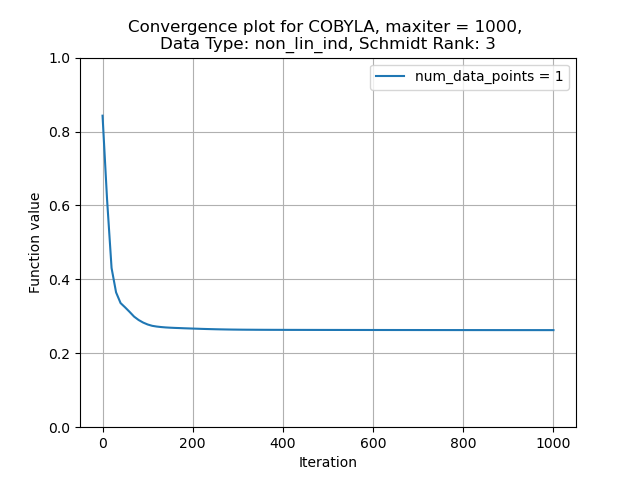 Convergence plot for COBYLA, maxiter = 1000,
Data Type: non_lin_ind, Schmidt Rank: 3
num_data_points = 1
Function value
1.0
0.8
0.6
0.4
0.2
0.0
0 200 400 600 800 1000
Iteration